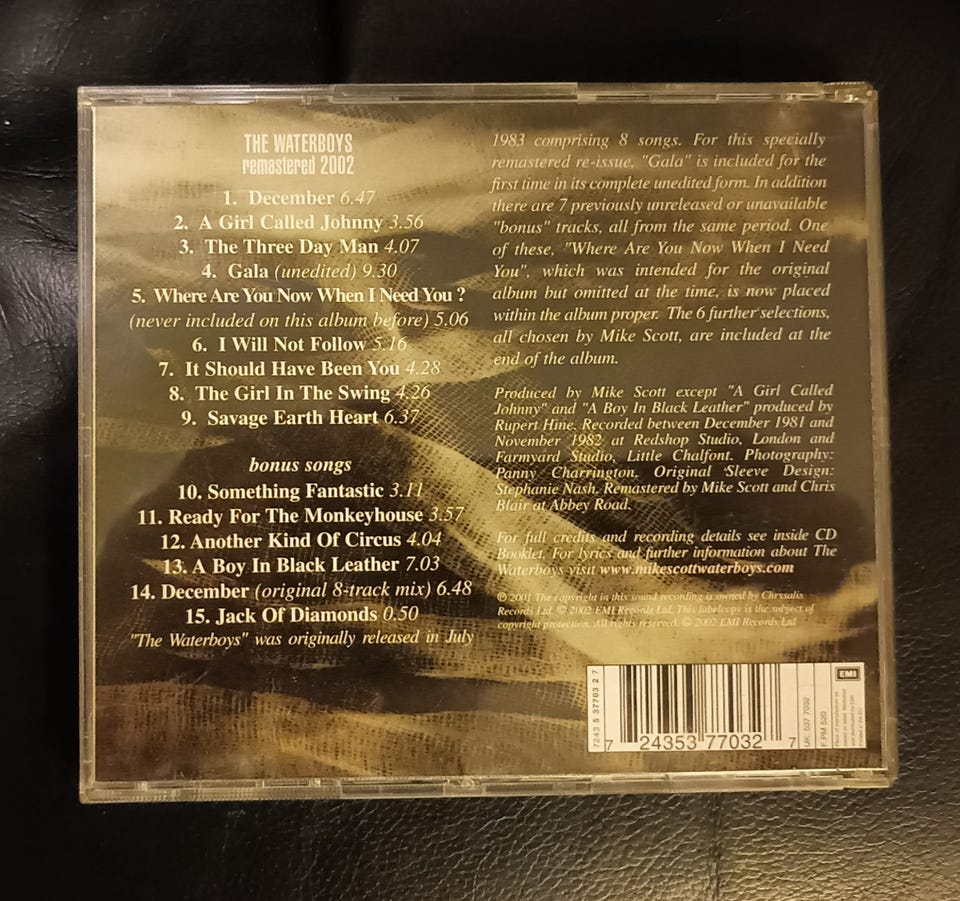 THE WATERBOYS
remastered 2002
1. December 6.47
2. A Girl Called Johnny 3.56
3. The Three Day Man 4.07
4. Gala (unedited) 9.30
5. Where Are You Now When I Need You ?
(never included on this album before) 5.06
6. I Will Not Follow 5.16
7. It Should Have Been You 4.28
8. The Girl In The Swing 4.26
9. Savage Earth Heart 6.37
bonus songs
10. Something Fantastic 3.11
11. Ready For The Monkeyhouse 3.57
12. Another Kind Of Circus 4.04
13. A Boy In Black Leather 7.03
14. December (original 8-track mix) 6.48
15. Jack Of Diamonds 0.50
"The Waterboys" was originally released in July
1983 comprising 8 songs. For this specially
remastered re-issue, "Gala" is included for the
first time in its complete unedited form. In addition
there are 7 previously unreleased or unavailable
"bonus" tracks, all from the same period. One
of these, "Where Are You Now When I Need
You", which was intended for the original
album but omitted at the time, is now placed
within the album proper. The 6 further selections,
all chosen by Mike Scott, are included at the
end of the album.
Produced by Mike Scott except "A Girl Called
Johnny" and "A Boy In Black Leather" produced by
Rupert Hine. Recorded between December 1981 and
November 1982 at Redshop Studio, London and
Farmyard Studio, Little Chalfont. Photography:
Panny Charrington. Original Sleeve Design:
Stephanie Nash. Remastered by Mike Scott and Chris
Blair at Abbey Road.
For full credits and recording details see inside CD
Booklet. For lyrics and further information about The
Waterboys visit www.mikescottwaterboys.com
℗ 2001 The copyright in this sound recording is owned by Chrysalis
Records Ltd. © 2002 EMI Records Ltd. This labelcopy is the subject of
copyright protection. All rights reserved. © 2002 EMI Records Ltd
7243 5 37703 2 7
7 24353 77032 7
UK: 537 7032
F: PM 520
EMI